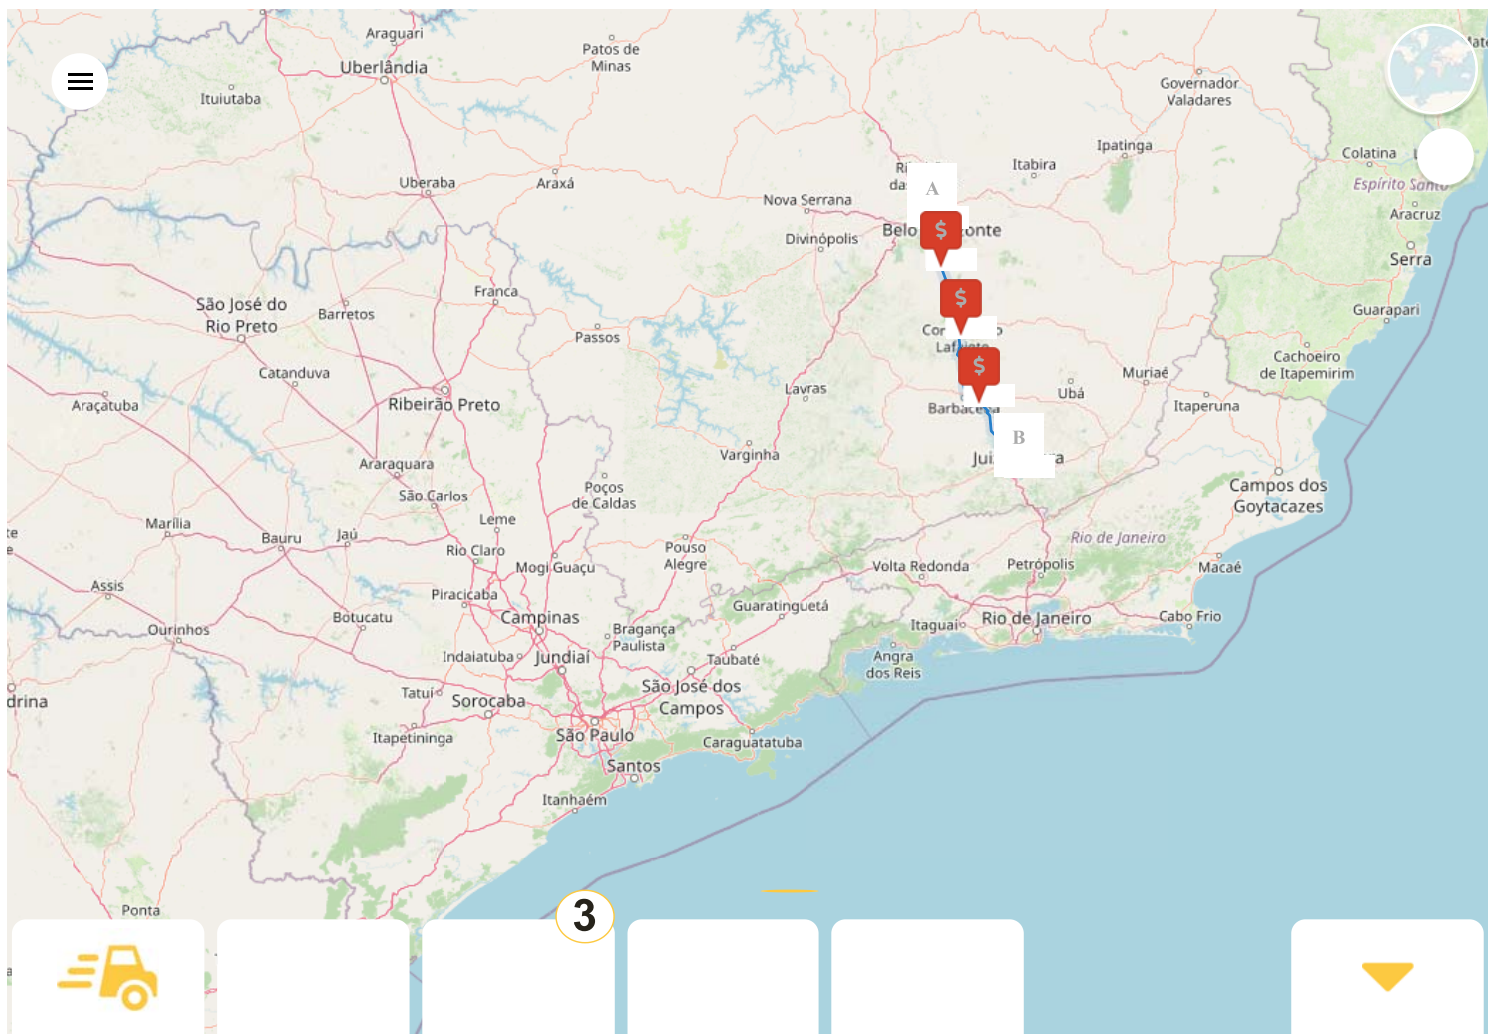 Araguari
Uberlândia
Patos de
Minas
Ituiutaba
Governador
Valadares
Ipatinga
Itabira
Colatina
Espírito Santo
Aracruz
Serra
Uberaba
Araxá
Nova Serrana
A
Divinópolis
$
Franca
São José do
Rio Preto
Barretos
$
Guarapari
Passos
Catanduva
Cachoeiro
de Itapemirim
$
Muriaé
Ubá
Lavras
Araçatuba
Ribeirão Preto
Itaperuna
Barbacena
B
Varginha
Araraquara
Poços
de Caldas
São Carlos
Campos dos
Goytacazes
Marília
Leme
Bauru
Jaú
Rio Claro
Mogi Guaçu
Pouso
Alegre
Rio de Janeiro
Volta Redonda
Petrópolis
Macaé
Assis
Piracicaba
Guaratinguetá
Botucatu
Campinas
Itaguaí
Rio de Janeiro
Cabo Frio
Ourinhos
Bragança
Paulista
Indaiatuba
Jundiaí
Taubaté
Angra
dos Reis
Tatuí
Sorocaba
São José dos
Campos
drina
Itapetininga
São Paulo
Caraguatatuba
Santos
Itanhaém
Ponta
3